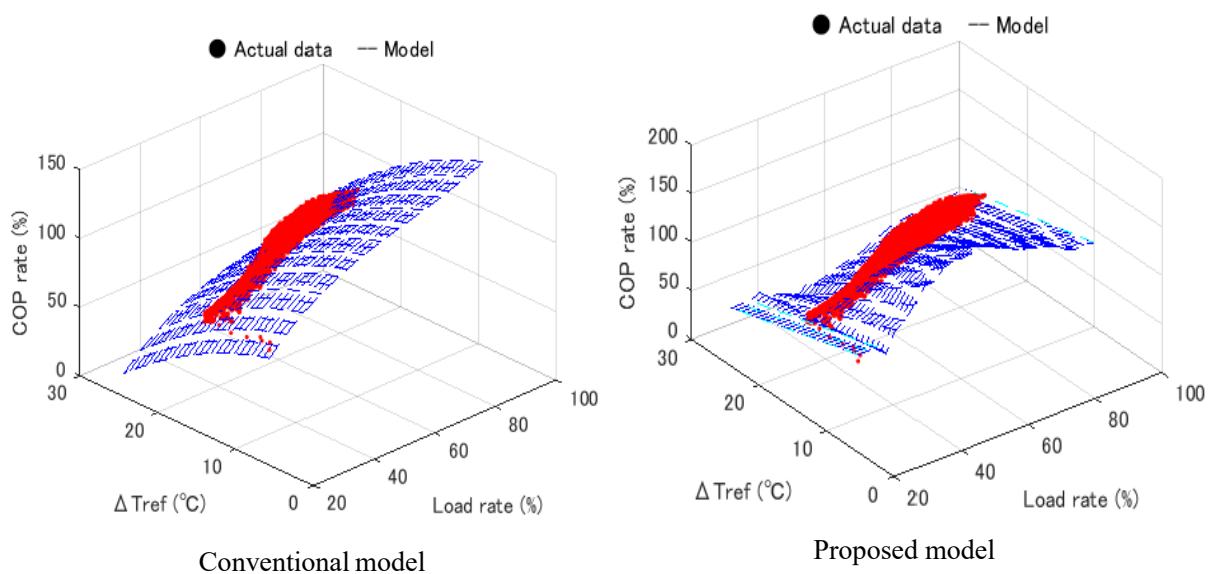 ● Actual data -- Model
150
100
50
0
COP rate (%)
30
20
10
0
Δ Tref (℃)
20
40
60
80
100
Load rate (%)
Conventional model
● Actual data -- Model
200
150
100
50
0
COP rate (%)
30
20
10
0
Δ Tref (℃)
20
40
60
80
100
Load rate (%)
Proposed model